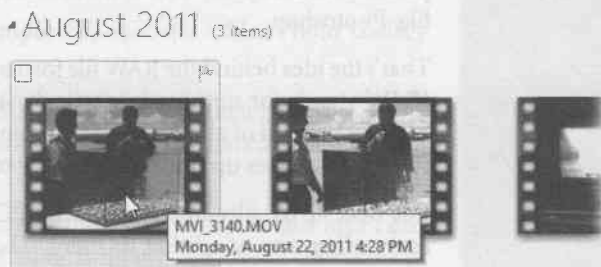 August 2011 (3 items)
MVI_3140.MOV
Monday, August 22, 2011 4:28 PM